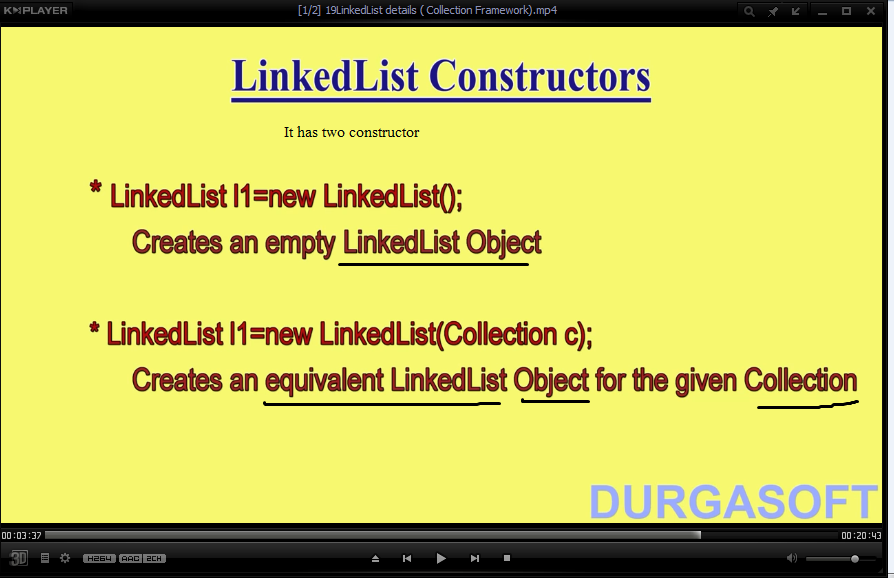 KMPLAYER
[1/2] 19LinkedList details ( Collection Framework).mp4
LinkedList Constructors
It has two constructor
* LinkedList l1=new LinkedList();
Creates an empty LinkedList Object
* LinkedList l1=new LinkedList(Collection c);
Creates an equivalent LinkedList Object for the given Collection
DURGASOFT
00:03:37
00:20:43
3D
H264 AAC 2CH